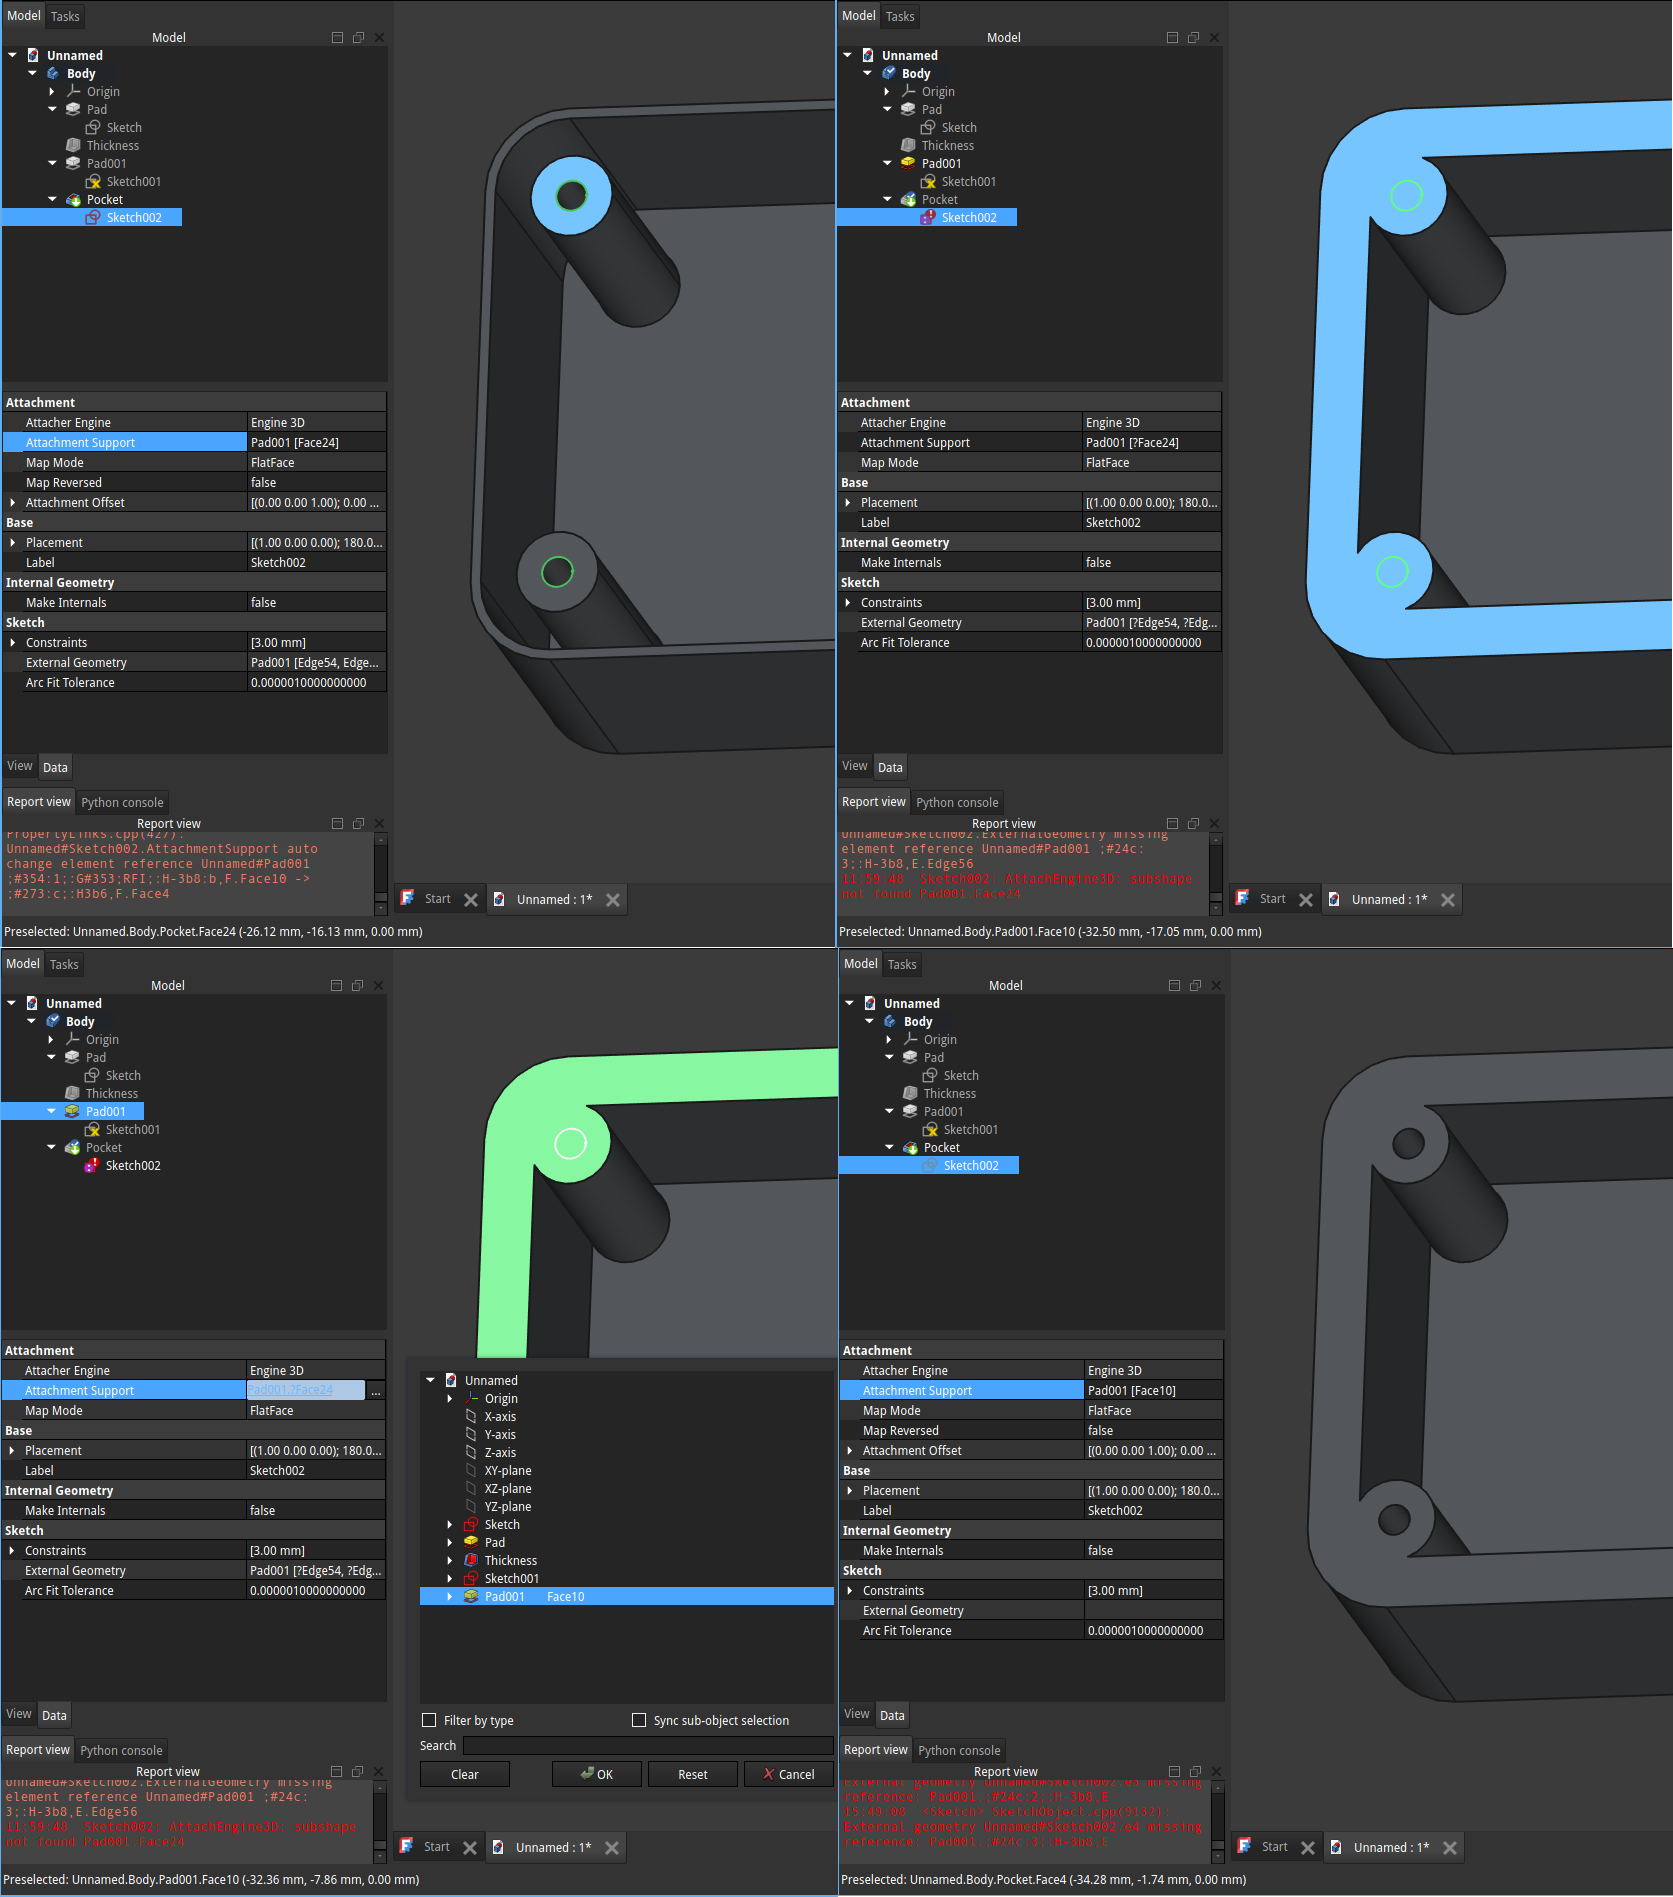 Model Tasks
Model
Unnamed
Body
Origin
Pad
Sketch
Thickness
Pad001
Sketch001
Pocket
Sketch002
Attachment
Attacher Engine Engine 3D
Attachment Support Pad001 [Face24]
Map Mode FlatFace
Map Reversed false
Attachment Offset [(0.00 0.00 1.00); 0.00 ...
Base
Placement [(1.00 0.00 0.00); 180.0...
Label Sketch002
Internal Geometry
Make Internals false
Sketch
Constraints [3.00 mm]
External Geometry Pad001 [Edge54, Edge...
Arc Fit Tolerance 0.0000010000000000
View Data
Report view Python console
Report view
PropertyLinks.cpp(427):
Unnamed#Sketch002.AttachmentSupport auto
change element reference Unnamed#Pad001
;#354:1;:G#353;RFI;:H-3b8:b,F.Face10 ->
;#273:c;:H3b6,F.Face4
Start Unnamed : 1*
Preselected: Unnamed.Body.Pocket.Face24 (-26.12 mm, -16.13 mm, 0.00 mm)
Model Tasks
Model
Unnamed
Body
Origin
Pad
Sketch
Thickness
Pad001
Sketch001
Pocket
Sketch002
Attachment
Attacher Engine Engine 3D
Attachment Support Pad001 [?Face24]
Map Mode FlatFace
Base
Placement [(1.00 0.00 0.00); 180.0...
Label Sketch002
Internal Geometry
Make Internals false
Sketch
Constraints [3.00 mm]
External Geometry Pad001 [?Edge54, ?Edg...
Arc Fit Tolerance 0.0000010000000000
View Data
Report view Python console
Report view
Unnamed#Sketch002.ExternalGeometry missing
element reference Unnamed#Pad001 ;#24c:
3;:H-3b8,E.Edge56
11:59:48 Sketch002: AttachEngine3D: subshape
not found Pad001.Face24
Start Unnamed : 1*
Preselected: Unnamed.Body.Pad001.Face10 (-32.50 mm, -17.05 mm, 0.00 mm)
Model Tasks
Model
Unnamed
Body
Origin
Pad
Sketch
Thickness
Pad001
Sketch001
Pocket
Sketch002
Attachment
Attacher Engine Engine 3D
Attachment Support Pad001.?Face24 ...
Map Mode FlatFace
Base
Placement [(1.00 0.00 0.00); 180.0...
Label Sketch002
Internal Geometry
Make Internals false
Sketch
Constraints [3.00 mm]
External Geometry Pad001 [?Edge54, ?Edg...
Arc Fit Tolerance 0.0000010000000000
View Data
Report view Python console
Report view
Unnamed#Sketch002.ExternalGeometry missing
element reference Unnamed#Pad001 ;#24c:
3;:H-3b8,E.Edge56
11:59:48 Sketch002: AttachEngine3D: subshape
not found Pad001.Face24
Unnamed
Origin
X-axis
Y-axis
Z-axis
XY-plane
XZ-plane
YZ-plane
Sketch
Pad
Thickness
Sketch001
Pad001 Face10
Filter by type Sync sub-object selection
Search
Clear OK Reset Cancel
Start Unnamed : 1*
Preselected: Unnamed.Body.Pad001.Face10 (-32.36 mm, -7.86 mm, 0.00 mm)
Model Tasks
Model
Unnamed
Body
Origin
Pad
Sketch
Thickness
Pad001
Sketch001
Pocket
Sketch002
Attachment
Attacher Engine Engine 3D
Attachment Support Pad001 [Face10]
Map Mode FlatFace
Map Reversed false
Attachment Offset [(0.00 0.00 1.00); 0.00 ...
Base
Placement [(1.00 0.00 0.00); 180.0...
Label Sketch002
Internal Geometry
Make Internals false
Sketch
Constraints [3.00 mm]
External Geometry
Arc Fit Tolerance 0.0000010000000000
View Data
Report view Python console
Report view
External geometry Unnamed#Sketch002.e3 missing
reference: Pad001 ;#24c:2;:H-3b8,E
15:49:08 <Sketch> SketchObject.cpp(9132):
External geometry Unnamed#Sketch002.e4 missing
reference: Pad001 ;#24c:3;:H-3b8,E
Start Unnamed : 1*
Preselected: Unnamed.Body.Pocket.Face4 (-34.28 mm, -1.74 mm, 0.00 mm)